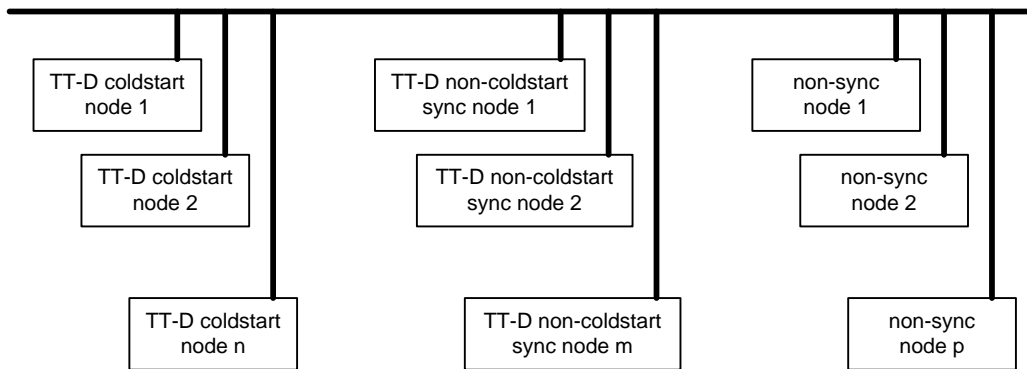 TT-D coldstart
node 1
TT-D non-coldstart
sync node 1
non-sync
node 1
TT-D coldstart
node 2
TT-D non-coldstart
sync node 2
non-sync
node 2
TT-D coldstart
node n
TT-D non-coldstart
sync node m
non-sync
node p